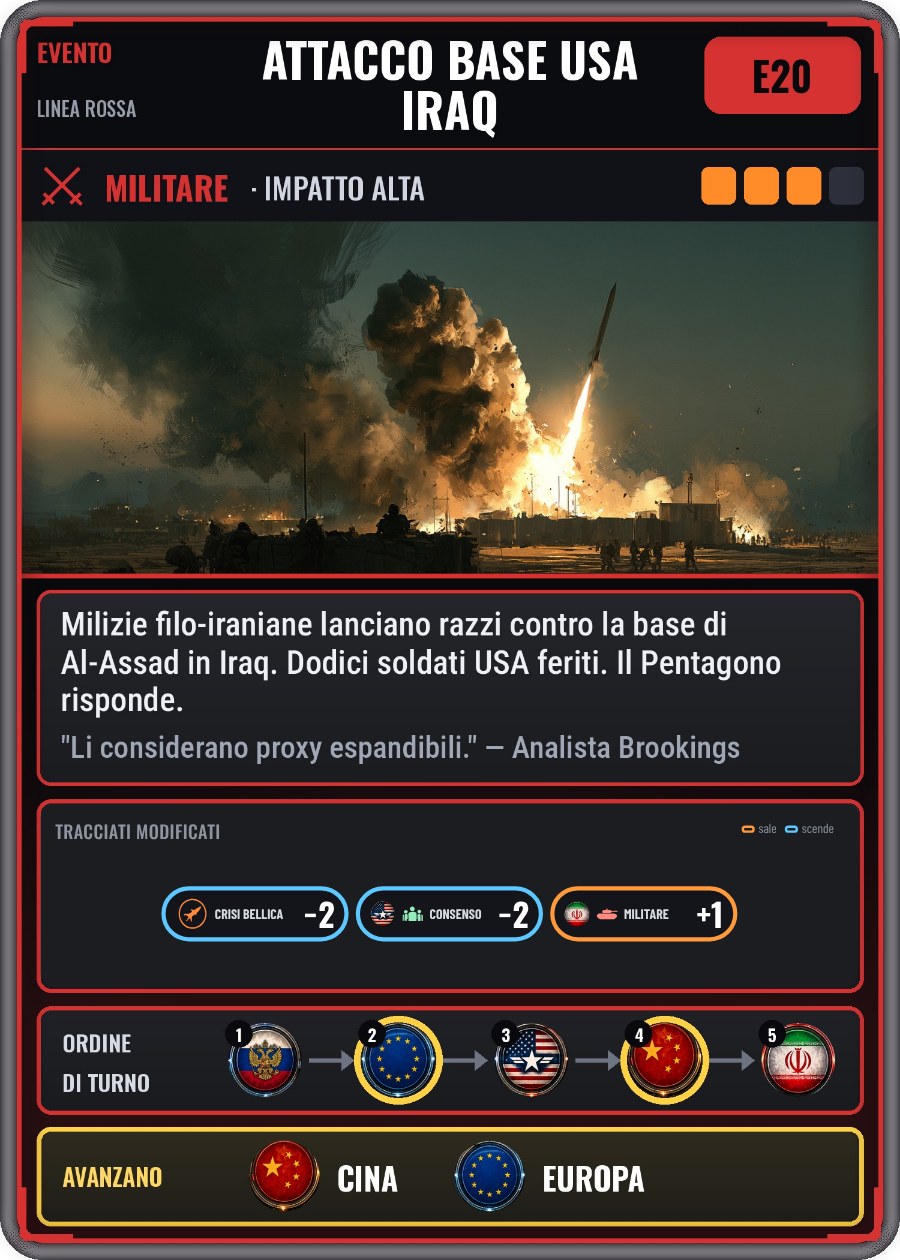 EVENTO
LINEA ROSSA
ATTACCO BASE USA
IRAQ
E20
MILITARE · IMPATTO ALTA
Milizie filo-iraniane lanciano razzi contro la base di
Al-Assad in Iraq. Dodici soldati USA feriti. Il Pentagono
risponde.
"Li considerano proxy espandibili." — Analista Brookings
TRACCIATI MODIFICATI
sale scende
CRISI BELLICA -2
CONSENSO -2
MILITARE +1
ORDINE
DI TURNO
1 2 3 4 5
AVANZANO
CINA
EUROPA